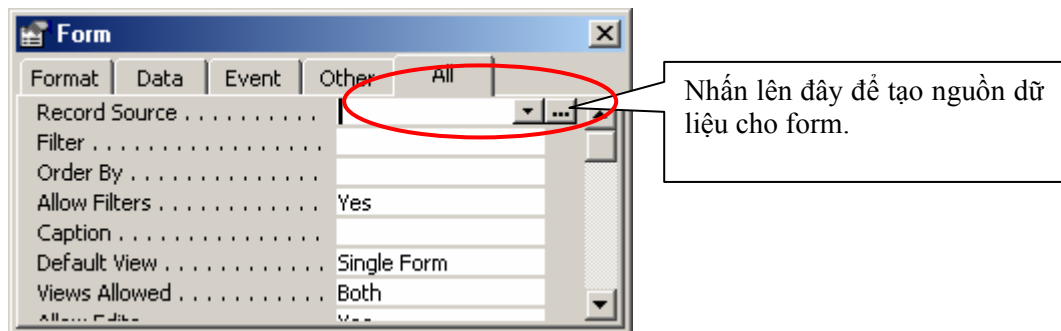 Form
Format Data Event Other All
Record Source . . . . . . . . . . ...
Filter . . . . . . . . . . . . . . . . . .
Order By . . . . . . . . . . . . . . .
Allow Filters . . . . . . . . . . . . Yes
Caption . . . . . . . . . . . . . . . .
Default View . . . . . . . . . . . . Single Form
Views Allowed . . . . . . . . . . . Both
Nhấn lên đây để tạo nguồn dữ
liệu cho form.